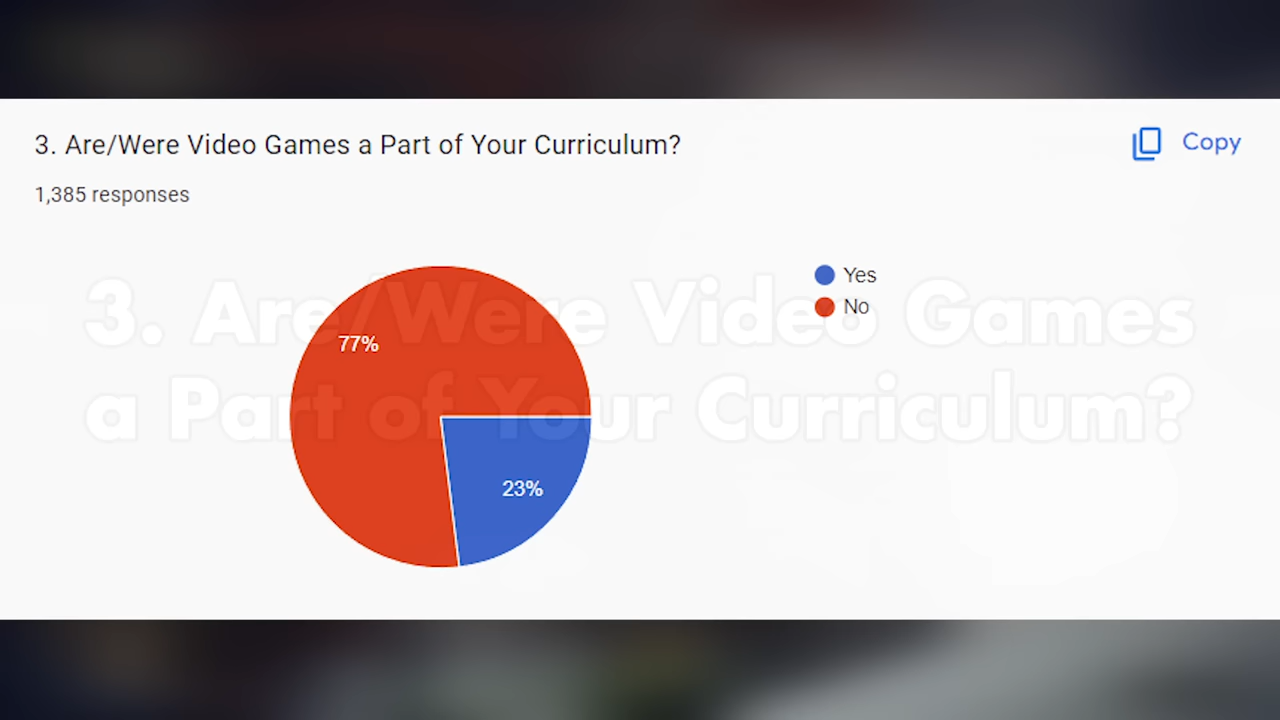 3. Are/Were Video Games a Part of Your Curriculum?
Copy
1,385 responses
Yes
No
3. Are/Were Video Games
a Part of Your Curriculum?
77%
23%